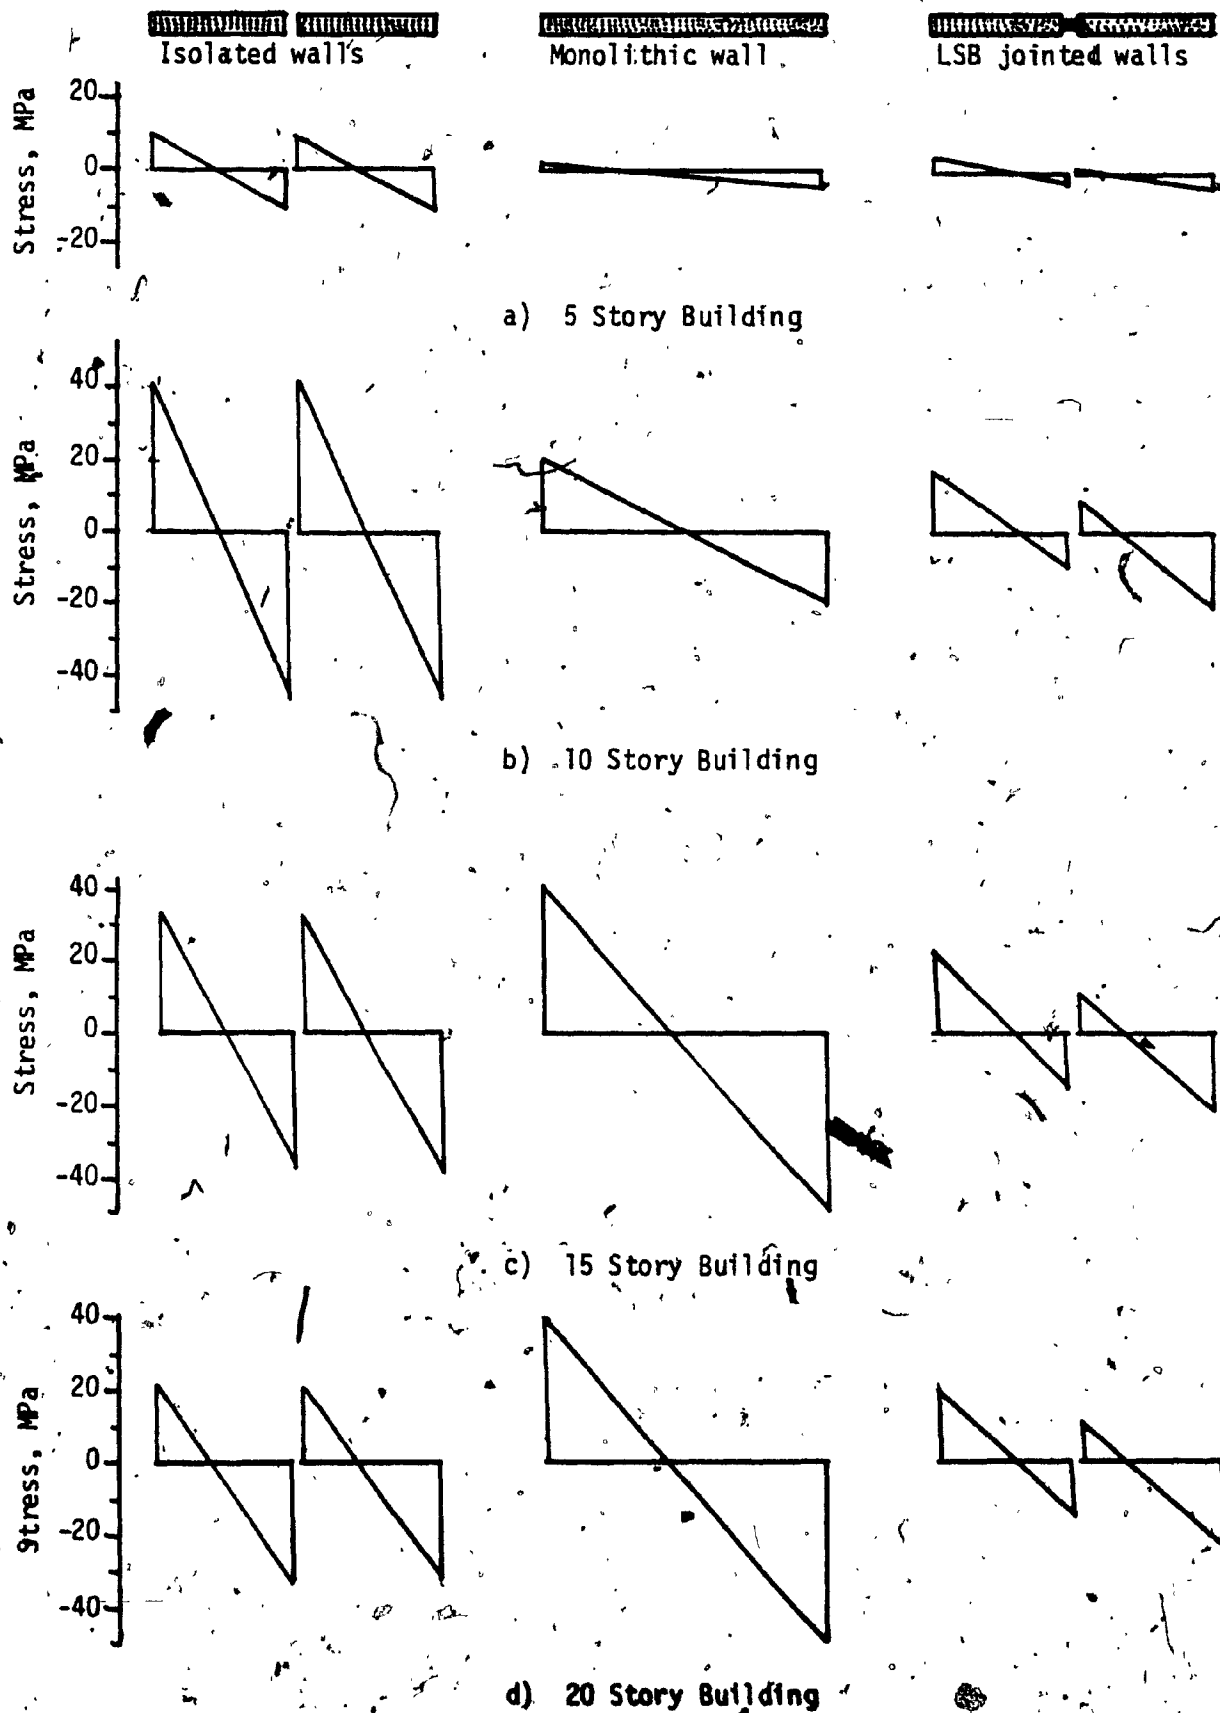 Isolated walls
Monolithic wall
LSB jointed walls
Stress, MPa
20
0
-20
a) 5 Story Building
Stress, MPa
40
20
0
-20
-40
b) 10 Story Building
Stress, MPa
40
20
0
-20
-40
c) 15 Story Building
Stress, MPa
40
20
0
-20
-40
d) 20 Story Building